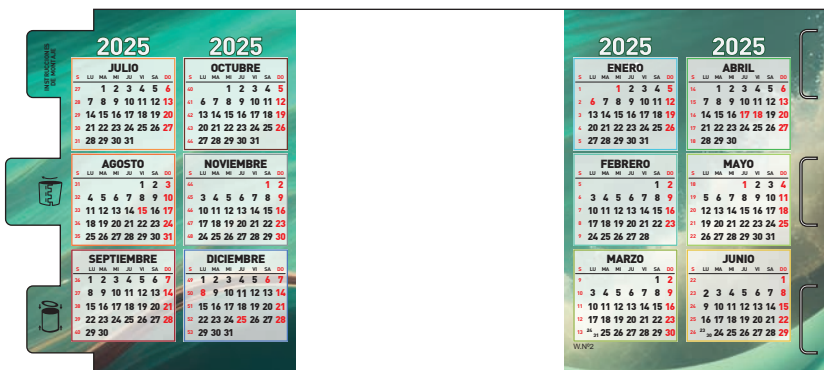 INSTRUCCIONES
DE MONTAJE
2025
JULIO
S LU MA MI JU VI SA DO
27 1 2 3 4 5 6
28 7 8 9 10 11 12 13
29 14 15 16 17 18 19 20
30 21 22 23 24 25 26 27
31 28 29 30 31
AGOSTO
S LU MA MI JU VI SA DO
31 1 2 3
32 4 5 6 7 8 9 10
33 11 12 13 14 15 16 17
34 18 19 20 21 22 23 24
35 25 26 27 28 29 30 31
SEPTIEMBRE
S LU MA MI JU VI SA DO
36 1 2 3 4 5 6 7
37 8 9 10 11 12 13 14
38 15 16 17 18 19 20 21
39 22 23 24 25 26 27 28
40 29 30
2025
OCTUBRE
S LU MA MI JU VI SA DO
40 1 2 3 4 5
41 6 7 8 9 10 11 12
42 13 14 15 16 17 18 19
43 20 21 22 23 24 25 26
44 27 28 29 30 31
NOVIEMBRE
S LU MA MI JU VI SA DO
44 1 2
45 3 4 5 6 7 8 9
46 10 11 12 13 14 15 16
47 17 18 19 20 21 22 23
48 24 25 26 27 28 29 30
DICIEMBRE
S LU MA MI JU VI SA DO
49 1 2 3 4 5 6 7
50 8 9 10 11 12 13 14
51 15 16 17 18 19 20 21
52 22 23 24 25 26 27 28
53 29 30 31
2025
ENERO
S LU MA MI JU VI SA DO
1 1 2 3 4 5
2 6 7 8 9 10 11 12
3 13 14 15 16 17 18 19
4 20 21 22 23 24 25 26
5 27 28 29 30 31
FEBRERO
S LU MA MI JU VI SA DO
5 1 2
6 3 4 5 6 7 8 9
7 10 11 12 13 14 15 16
8 17 18 19 20 21 22 23
9 24 25 26 27 28
MARZO
S LU MA MI JU VI SA DO
9 1 2
10 3 4 5 6 7 8 9
11 10 11 12 13 14 15 16
12 17 18 19 20 21 22 23
13 24 31 25 26 27 28 29 30
W.Nº2
2025
ABRIL
S LU MA MI JU VI SA DO
14 1 2 3 4 5 6
15 7 8 9 10 11 12 13
16 14 15 16 17 18 19 20
17 21 22 23 24 25 26 27
18 28 29 30
MAYO
S LU MA MI JU VI SA DO
18 1 2 3 4
19 5 6 7 8 9 10 11
20 12 13 14 15 16 17 18
21 19 20 21 22 23 24 25
22 26 27 28 29 30 31
JUNIO
S LU MA MI JU VI SA DO
22 1
23 2 3 4 5 6 7 8
24 9 10 11 12 13 14 15
25 16 17 18 19 20 21 22
26 23 30 24 25 26 27 28 29